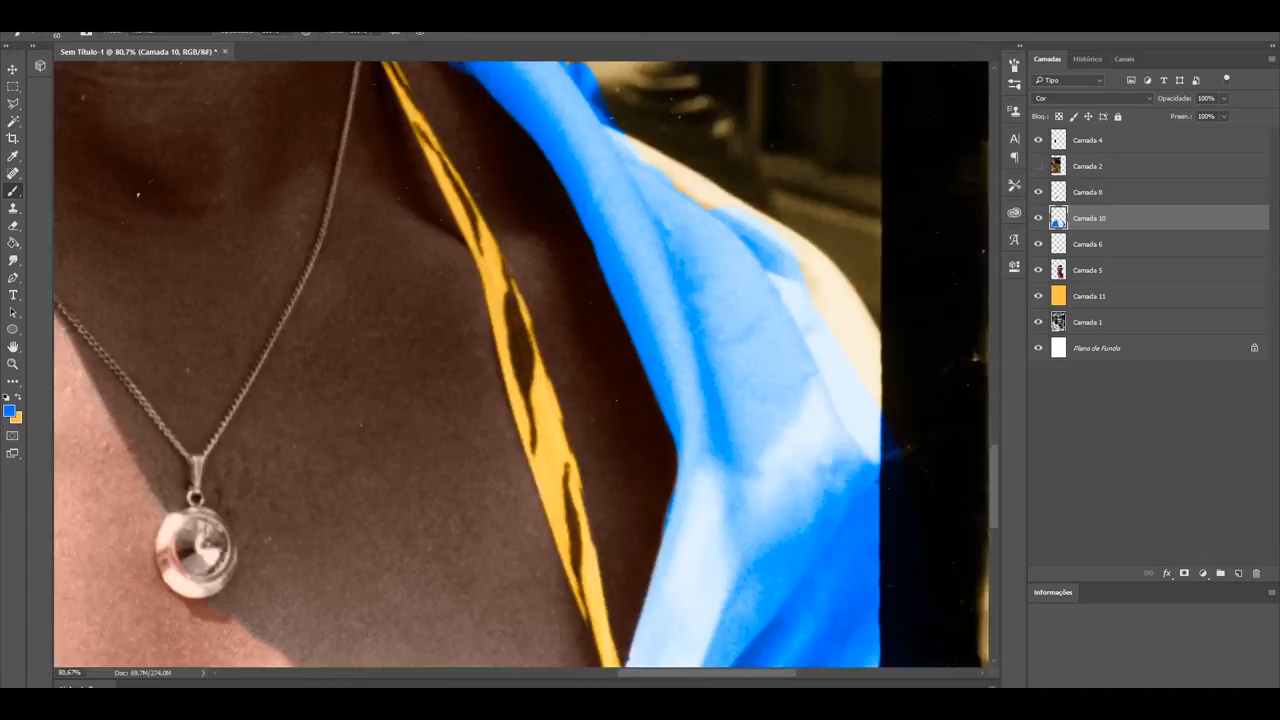 60
Sem Título-1 @ 80,7% (Camada 10, RGB/8#) * ×
Camadas Histórico Canais
Tipo
Cor Opacidade: 100%
Bloq.: Preen.: 100%
Camada 4
Camada 2
Camada 8
Camada 10
Camada 6
Camada 5
Camada 11
Camada 1
Plano de Fundo
fx
Informações
80,67% Doc: 69,7M/274,0M